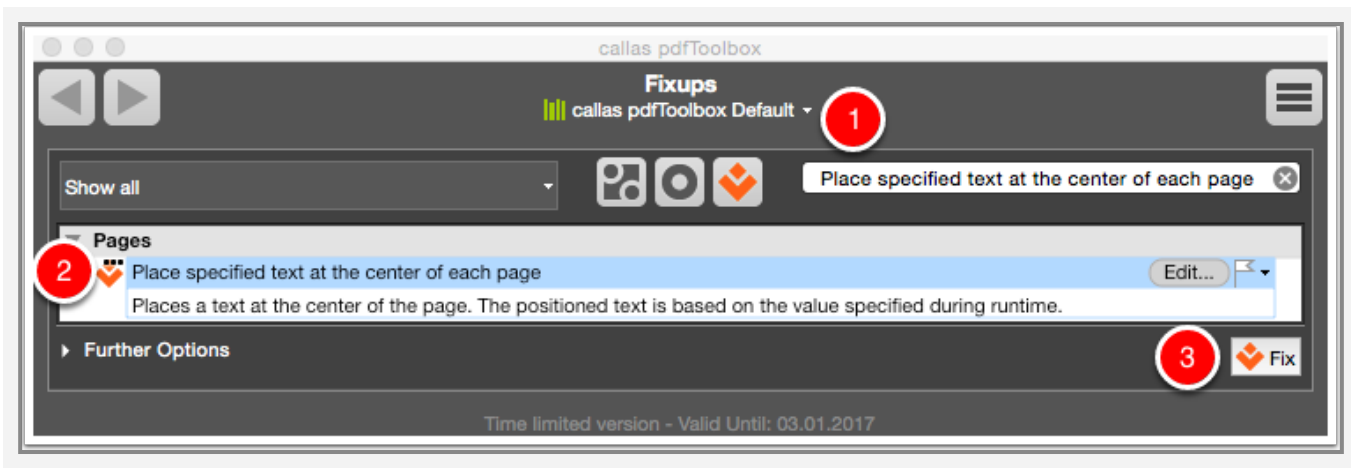 callas pdfToolbox
Fixups
callas pdfToolbox Default
1
Show all
Place specified text at the center of each page
Pages
2
Place specified text at the center of each page
Edit...
Places a text at the center of the page. The positioned text is based on the value specified during runtime.
Further Options
3
Fix
Time limited version - Valid Until: 03.01.2017